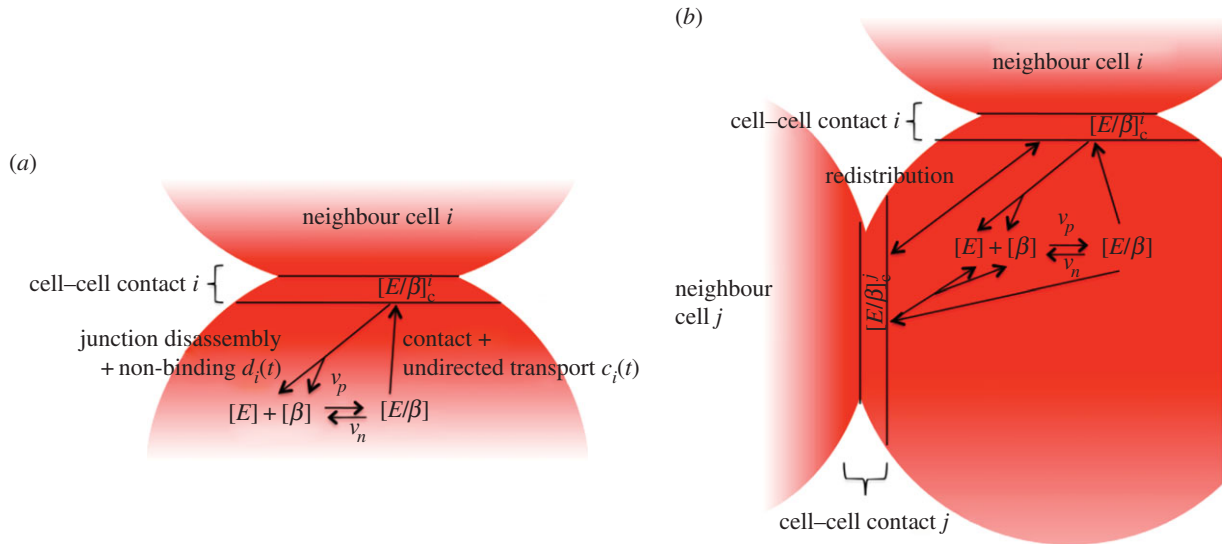 (a)
neighbour cell i
cell–cell contact i
[E/β]ᶜⁱ
junction disassembly
+ non-binding dᵢ(t)
contact +
undirected transport cᵢ(t)
vₚ
[E] + [β] ⇌ [E/β]
vₙ
(b)
neighbour cell i
cell–cell contact i
[E/β]ᶜⁱ
redistribution
vₚ
[E] + [β] ⇌ [E/β]
vₙ
neighbour
cell j
[E/β]ᶜʲ
cell–cell contact j